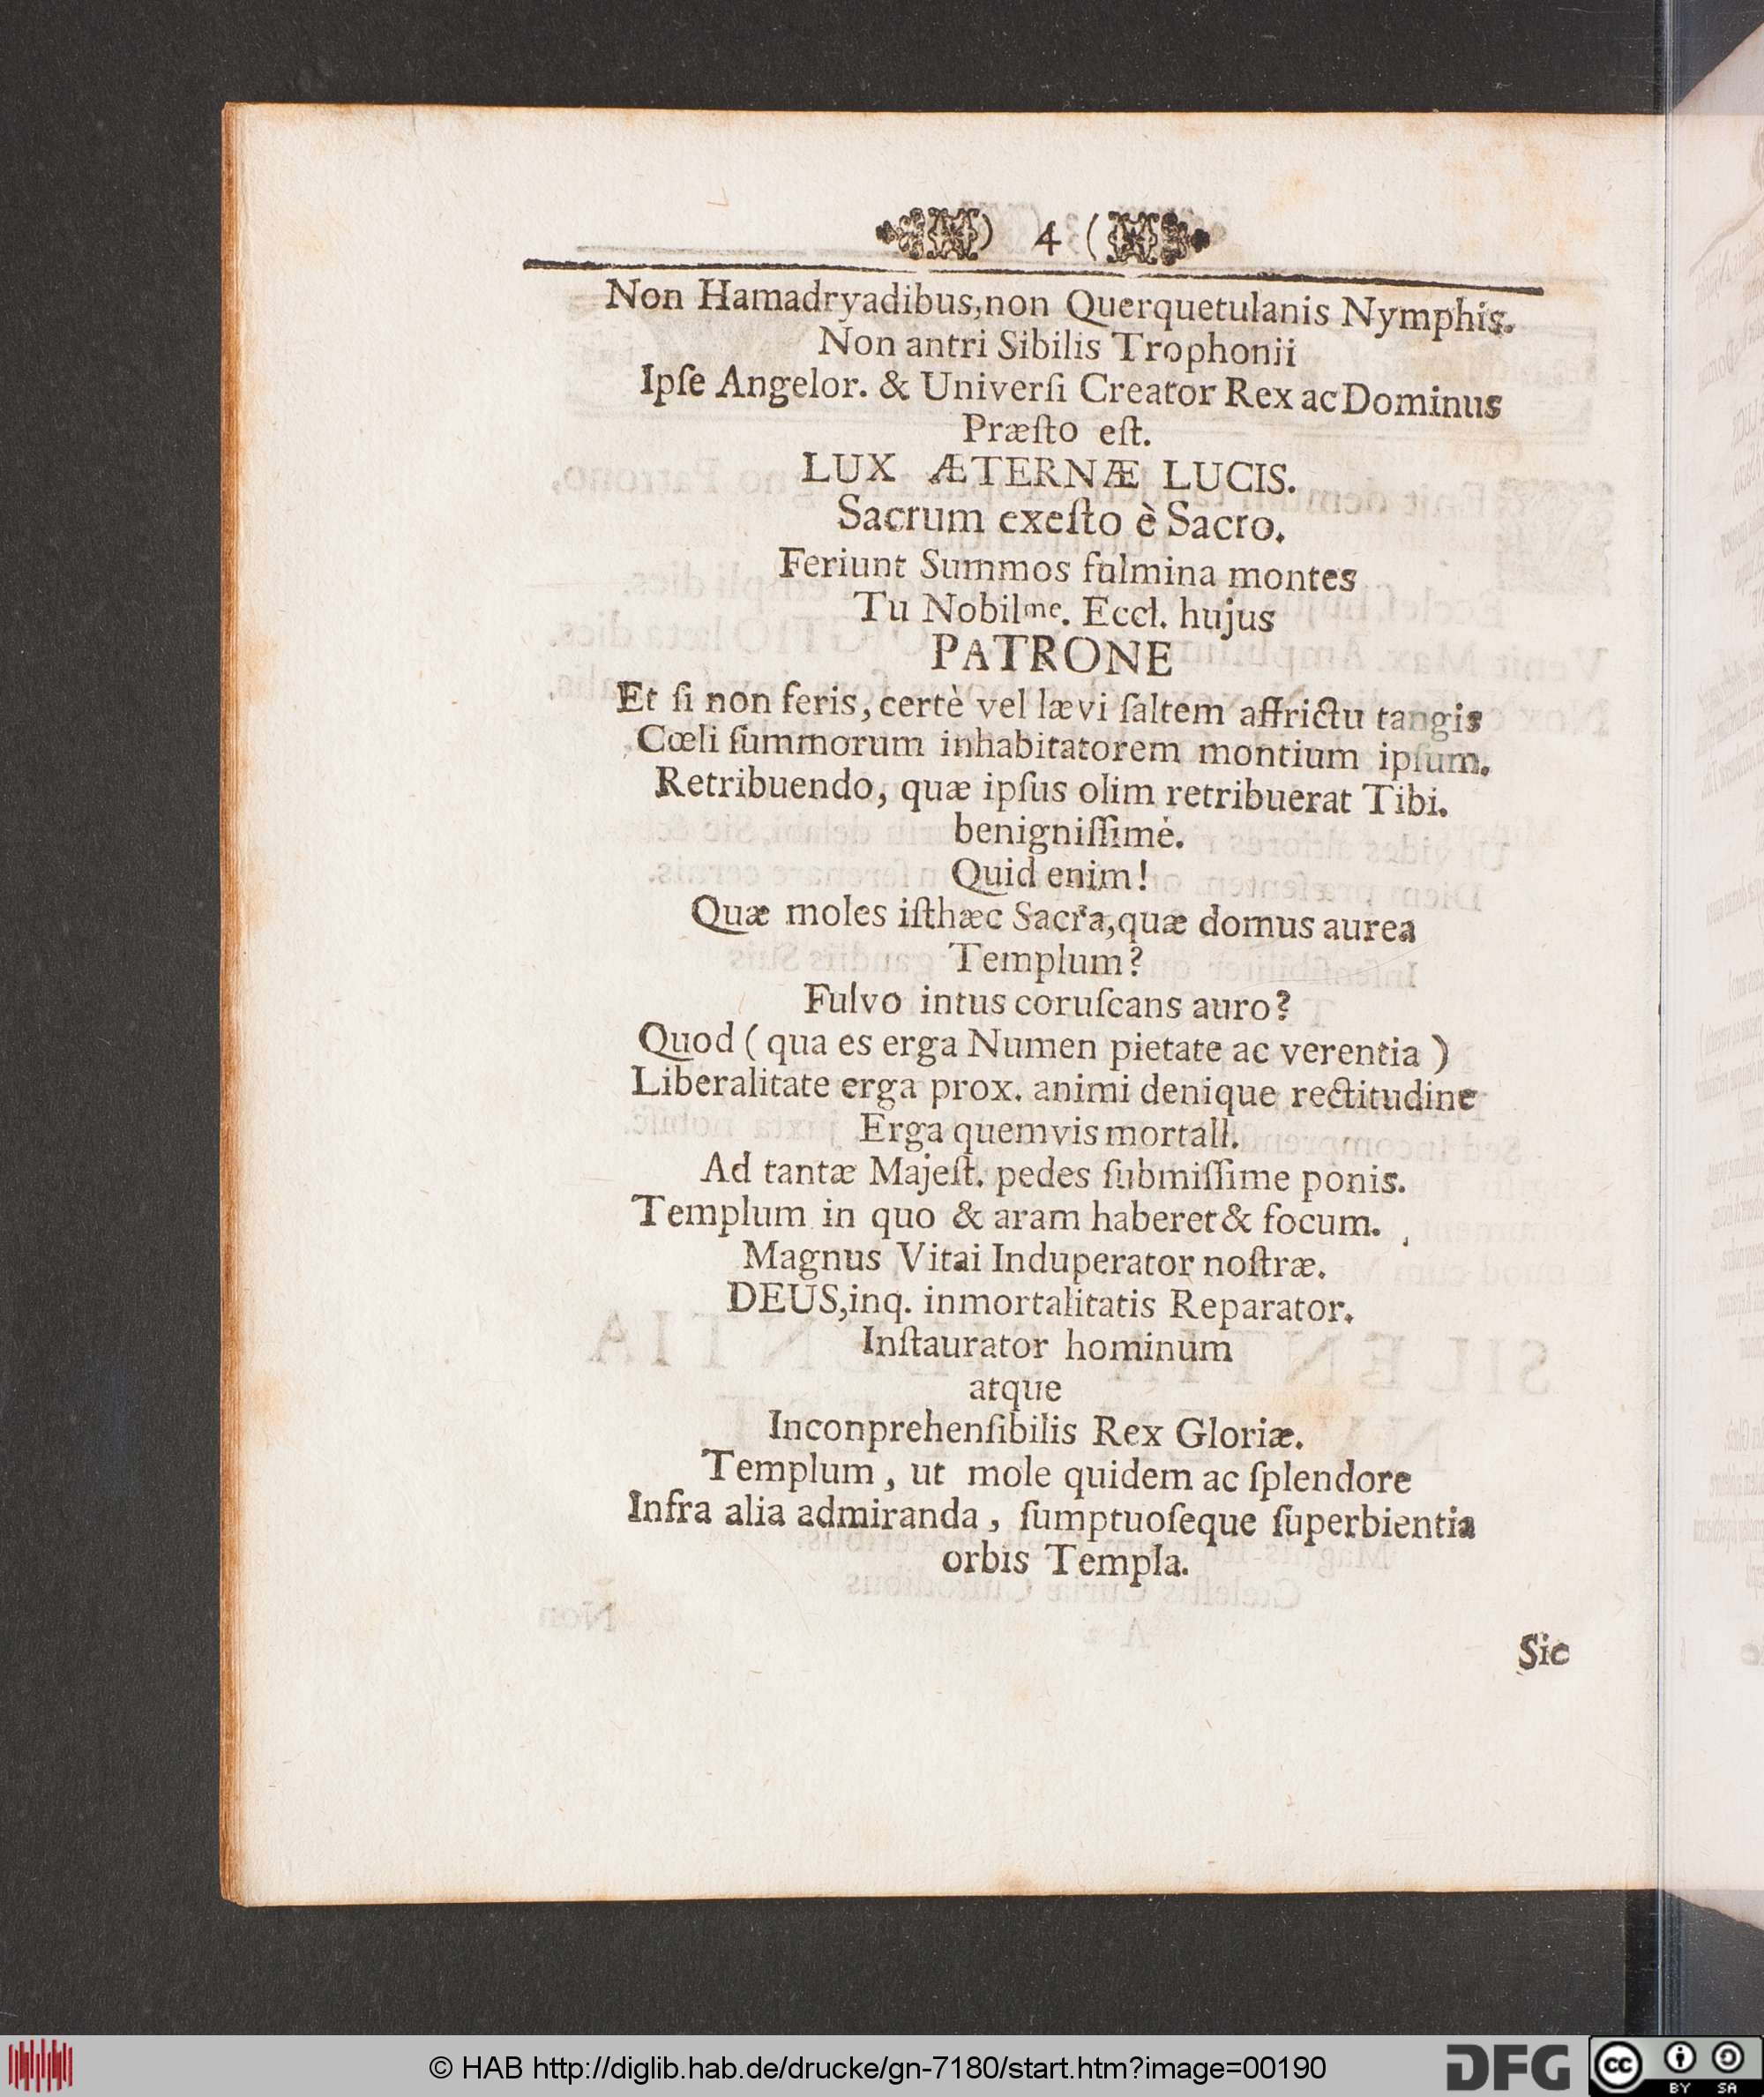 ) 4 (
Non Hamadryadibus,non Querquetulanis Nymphis.
Non antri Sibilis Trophonii
Ipſe Angelor. & Univerſi Creator Rex ac Dominus
Præſto eſt.
LUX ÆTERNÆ LUCIS.
Sacrum exeſto è Sacro.
Feriunt Summos fulmina montes
Tu Nobilme. Eccl. hujus
PATRONE
Et ſi non feris, certè vel lævi ſaltem affrictu tangis
Cœli ſummorum inhabitatorem montium ipſum.
Retribuendo, quæ ipſus olim retribuerat Tibi.
benigniſſimè.
Quid enim!
Quæ moles iſthæc Sacra,quæ domus aurea
Templum?
Fulvo intus coruſcans auro?
Quod ( qua es erga Numen pietate ac verentia )
Liberalitate erga prox. animi denique rectitudine
Erga quemvis mortall.
Ad tantæ Majeſt. pedes ſubmiſſime ponis.
Templum in quo & aram haberet & focum.
Magnus Vitai Induperator noſtræ.
DEUS,inq. inmortalitatis Reparator.
Inſtaurator hominum
atque
Inconprehenſibilis Rex Gloriæ.
Templum , ut mole quidem ac ſplendore
Infra alia admiranda , ſumptuoſeque ſuperbientia
orbis Templa.
Sic
© HAB http://diglib.hab.de/drucke/gn-7180/start.htm?image=00190
DFG
cc BY SA